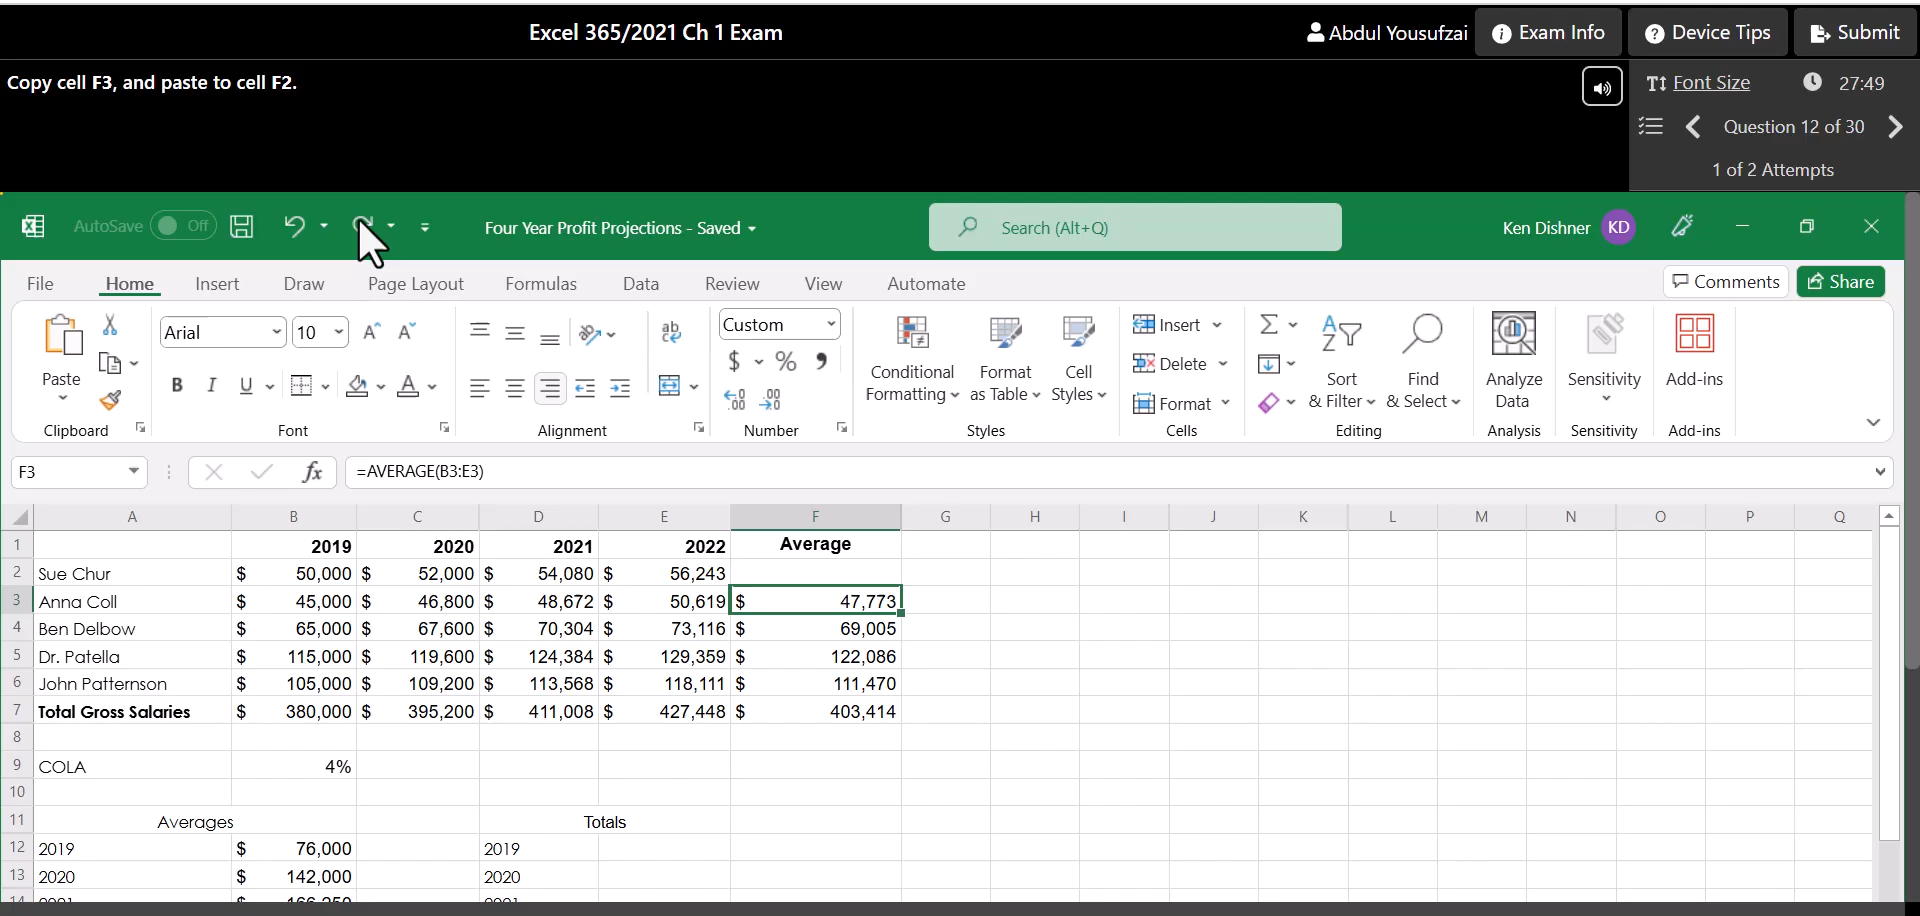 Excel 365/2021 Ch 1 Exam
Abdul Yousufzai
Exam Info
Device Tips
Submit
Copy cell F3, and paste to cell F2.
Font Size
27:49
Question 12 of 30
1 of 2 Attempts
AutoSave Off
Four Year Profit Projections - Saved
Search (Alt+Q)
Ken Dishner KD
File Home Insert Draw Page Layout Formulas Data Review View Automate
Comments Share
Paste
Clipboard
Arial 10
B I U
Font
ab
Alignment
Custom
$ % ,
Number
Conditional Formatting
Format as Table
Cell Styles
Styles
Insert
Delete
Format
Cells
Sort & Filter
Find & Select
Editing
Analyze Data
Analysis
Sensitivity
Sensitivity
Add-ins
Add-ins
F3 fx =AVERAGE(B3:E3)
A B C D E F G H I J K L M N O P Q
1 2019 2020 2021 2022 Average
2 Sue Chur $ 50,000 $ 52,000 $ 54,080 $ 56,243
3 Anna Coll $ 45,000 $ 46,800 $ 48,672 $ 50,619 $ 47,773
4 Ben Delbow $ 65,000 $ 67,600 $ 70,304 $ 73,116 $ 69,005
5 Dr. Patella $ 115,000 $ 119,600 $ 124,384 $ 129,359 $ 122,086
6 John Patternson $ 105,000 $ 109,200 $ 113,568 $ 118,111 $ 111,470
7 Total Gross Salaries $ 380,000 $ 395,200 $ 411,008 $ 427,448 $ 403,414
8
9 COLA 4%
10
11 Averages Totals
12 2019 $ 76,000 2019
13 2020 $ 142,000 2020